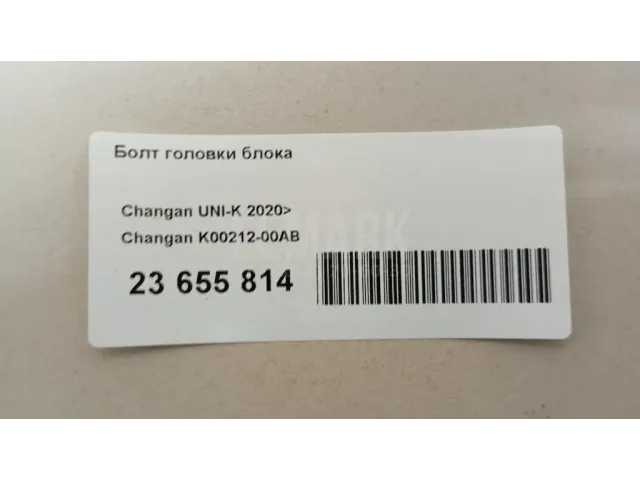 Болт головки блока
Changan UNI-K 2020>
Changan K00212-00AB
23 655 814